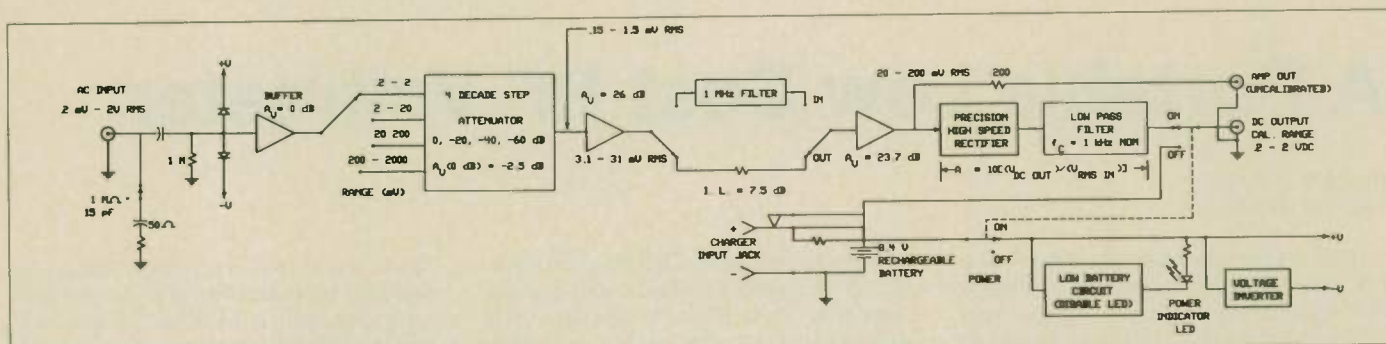 AC INPUT
.2 mV - 2V RMS
1 MΩ
15 pf
50Ω
1 M
+V
-V
BUFFER
Av = 0 dB
.2 - 2
2 - 20
20 200
200 - 2000
RANGE (mV)
4 DECADE STEP
ATTENUATOR
0, -20, -40, -60 dB
Av(0 dB) = -2.5 dB
.15 - 1.5 mV RMS
Av = 26 dB
3.1 - 31 mV RMS
1 MHz FILTER
IN
OUT
I. L. = 7.5 dB
Av = 23.7 dB
20 - 200 mV RMS
200
PRECISION
HIGH SPEED
RECTIFIER
LOW PASS
FILTER
fC = 1 kHz NOM
A = 10[(VDC OUT)/(VRMS IN)]
ON
OFF
AMP OUT
(UNCALIBRATED)
DC OUTPUT
CAL. RANGE
.2 - 2 VDC
+
CHARGER
INPUT JACK
-
8.4 V
RECHARGEABLE
BATTERY
ON
OFF
POWER
LOW BATTERY
CIRCUIT
(DISABLE LED)
POWER
INDICATOR
LED
VOLTAGE
INVERTER
+V
-V